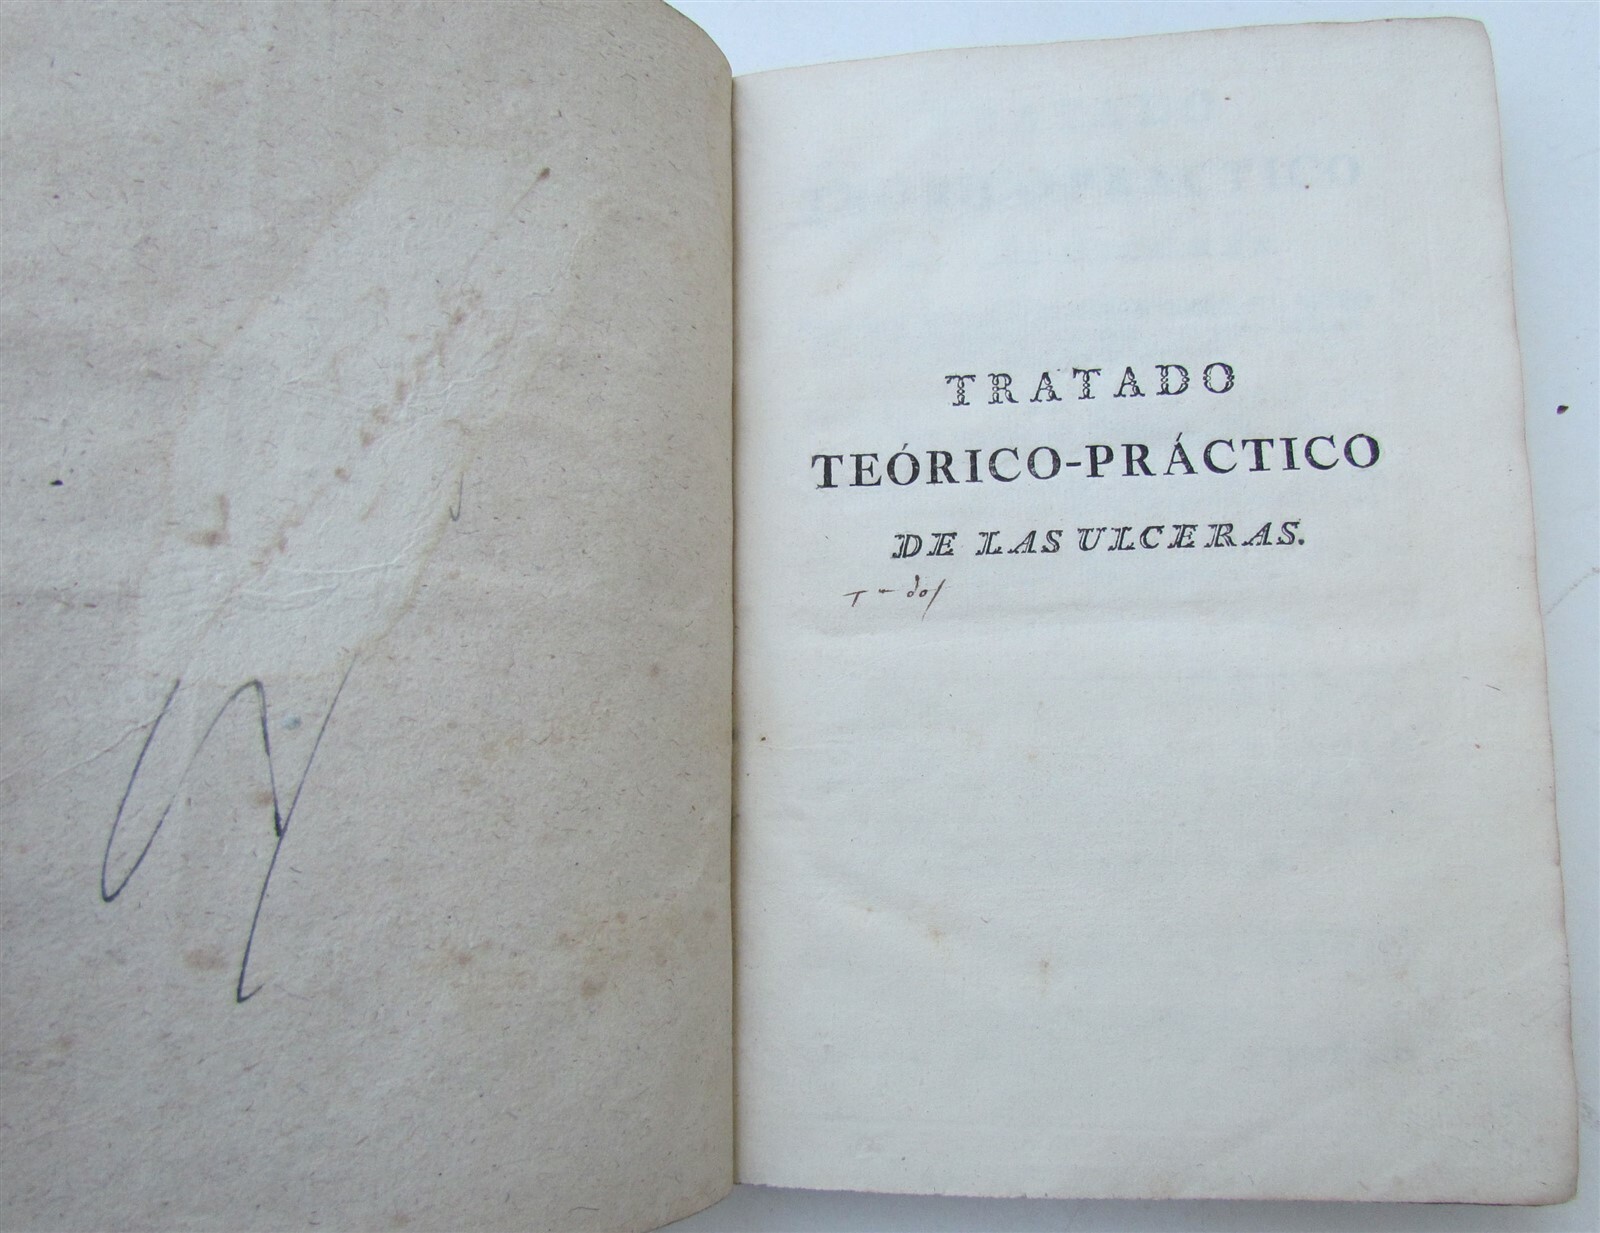 TRATADO
TEÓRICO-PRÁCTICO
DE LAS ULCERAS.